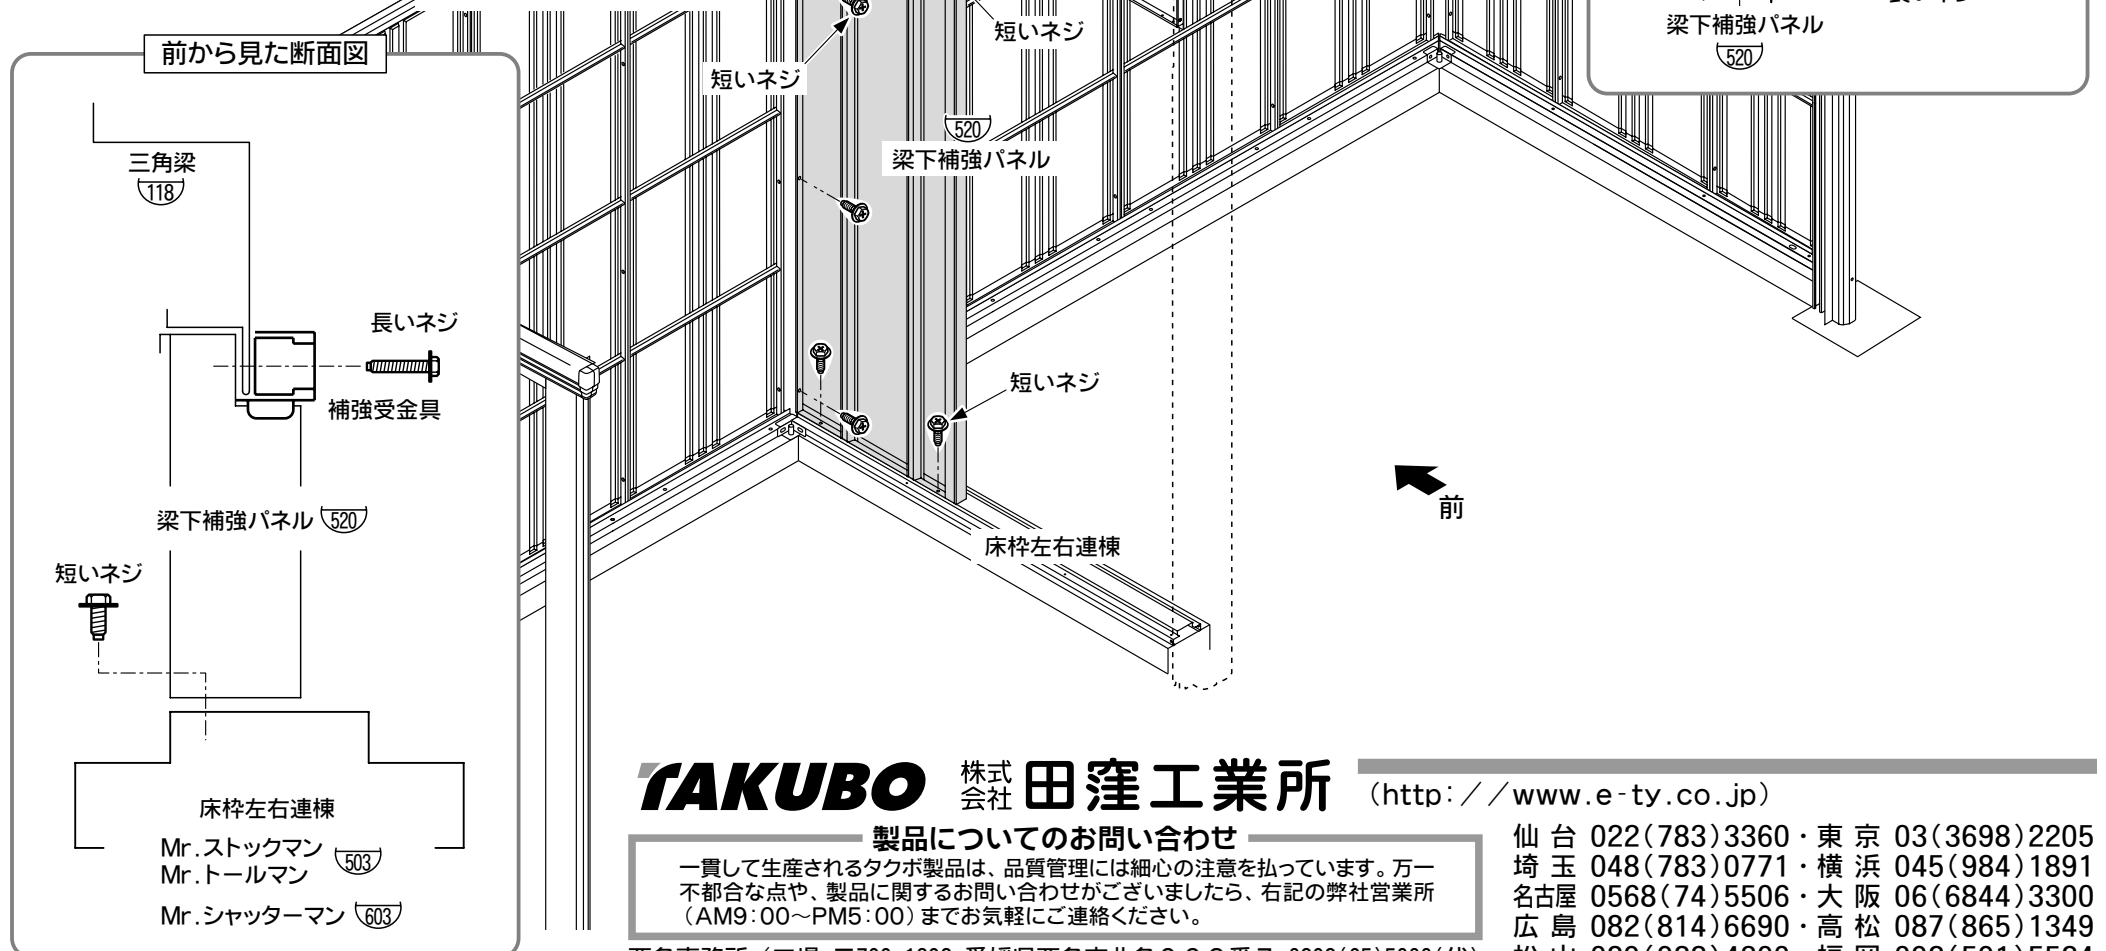 前から見た断面図
三角梁
118
長いネジ
補強受金具
梁下補強パネル 520
短いネジ
床枠左右連棟
Mr.ストックマン
Mr.トールマン
503
Mr.シャッターマン 603
短いネジ
短いネジ
520
梁下補強パネル
短いネジ
床枠左右連棟
前
梁下補強パネル
520
TAKUBO 株式会社 田窪工業所 (http://www.e-ty.co.jp)
製品についてのお問い合わせ
一貫して生産されるタクボ製品は、品質管理には細心の注意を払っています。万一
不都合な点や、製品に関するお問い合わせがございましたら、右記の弊社営業所
(AM9:00～PM5:00)までお気軽にご連絡ください。
仙台 022(783)3360・東京 03(3698)2205
埼玉 048(783)0771・横浜 045(984)1891
名古屋 0568(74)5506・大阪 06(6844)3300
広島 082(814)6690・高松 087(865)1349